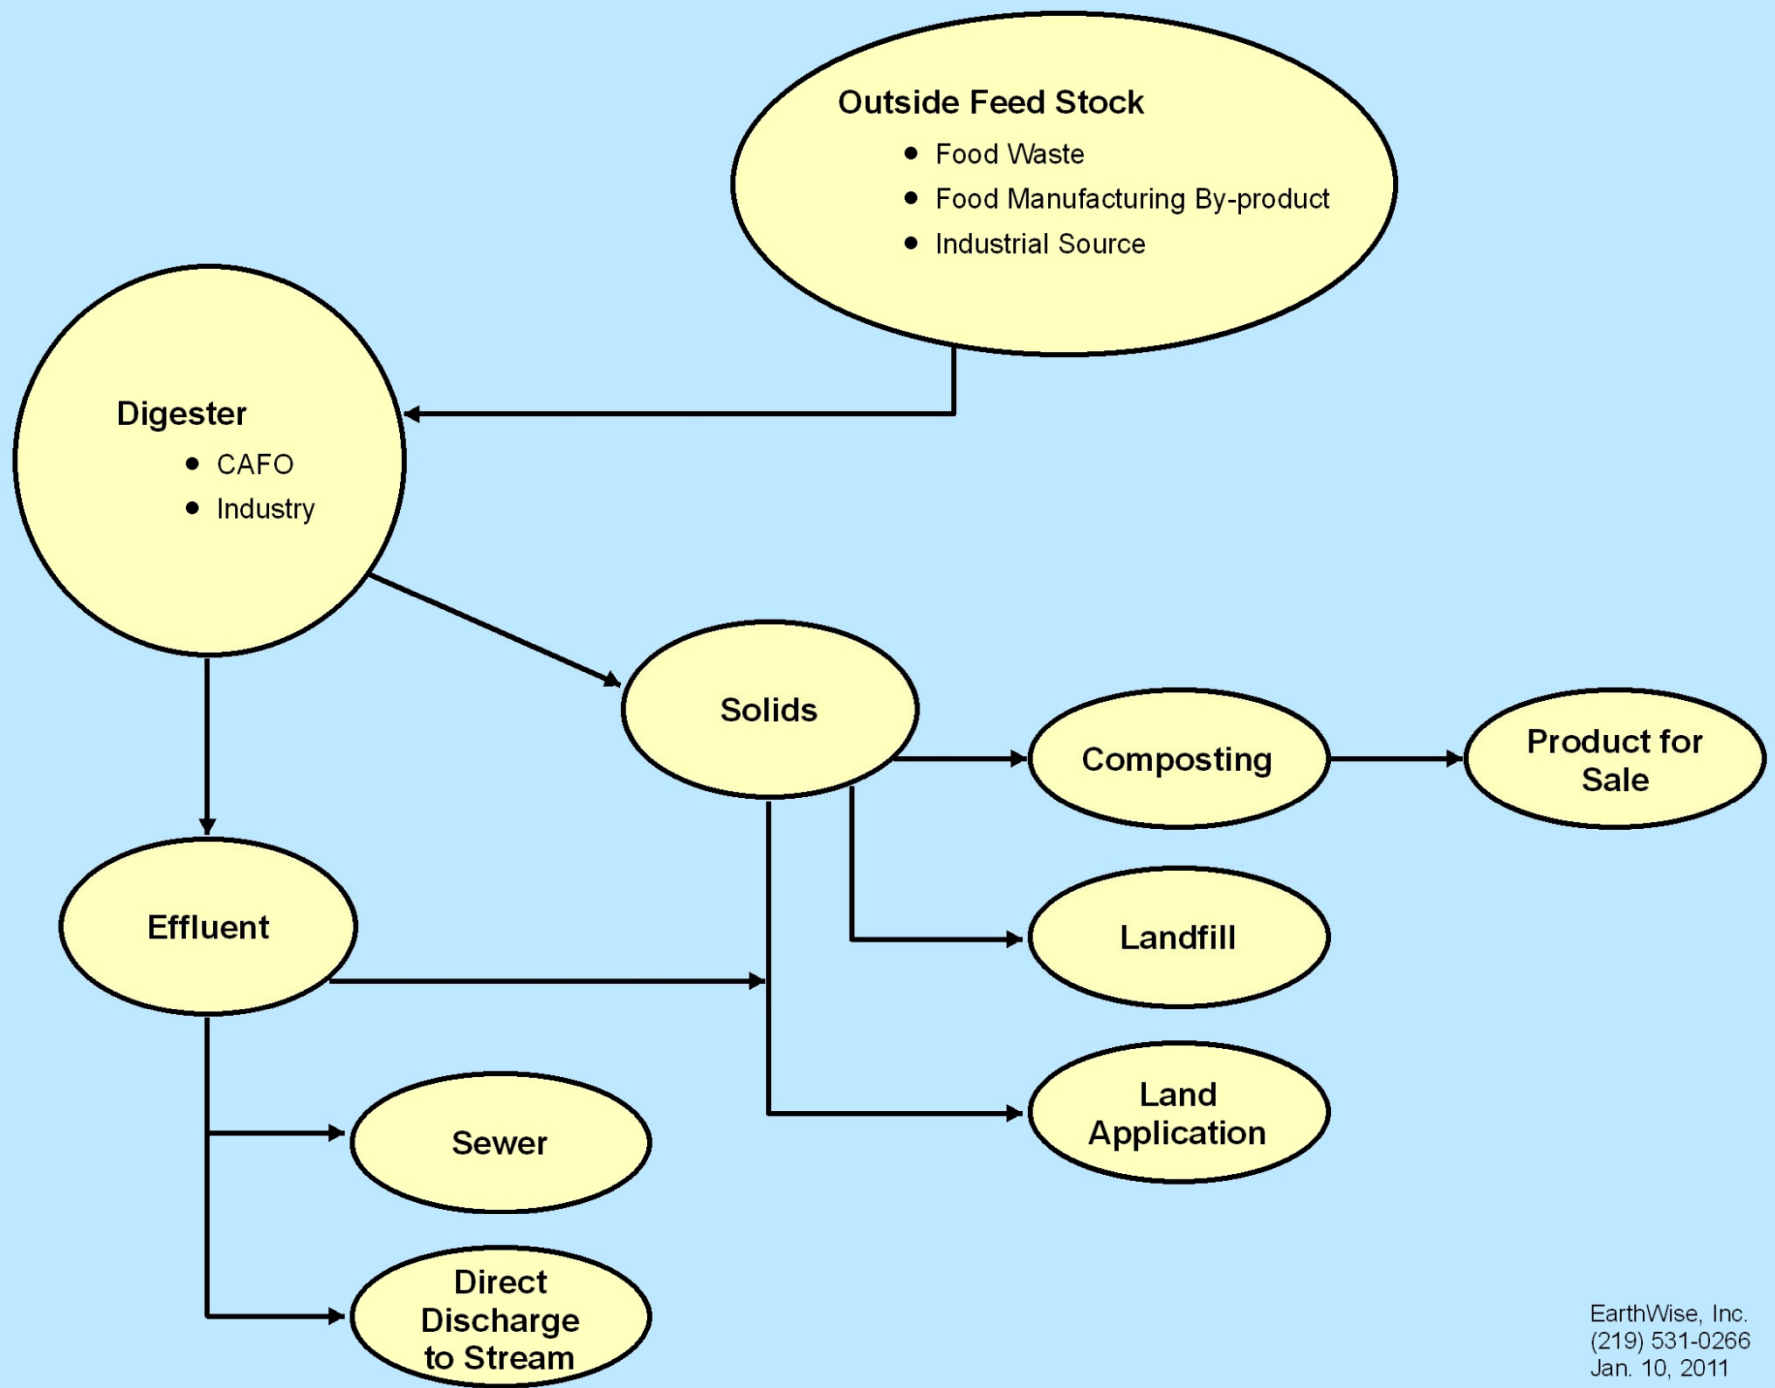 Outside Feed Stock
• Food Waste
• Food Manufacturing By-product
• Industrial Source
Digester
• CAFO
• Industry
Solids
Composting
Product for
Sale
Effluent
Landfill
Land
Application
Sewer
Direct
Discharge
to Stream
EarthWise, Inc.
(219) 531-0266
Jan. 10, 2011